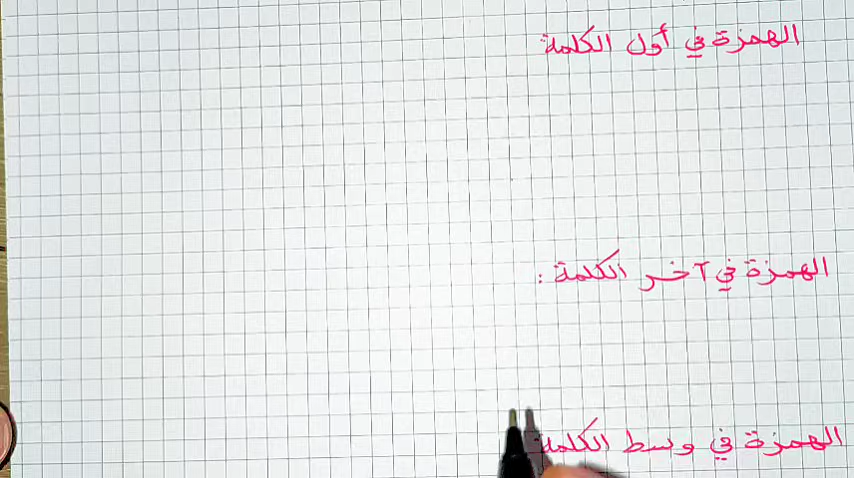 الهمزة في أول الكلمة
الهمزة في آخر الكلمة :
الهمزة في وسط الكلمة